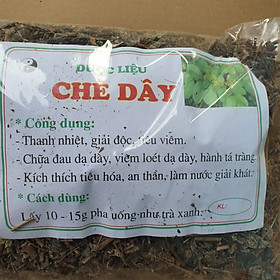 DƯỢC LIỆU
CHÈ DÂY
* Công dụng:
- Thanh nhiệt, giải độc, tiêu viêm.
- Chữa đau dạ dày, viêm loét dạ dày, hành tá tràng.
- Kích thích tiêu hóa, an thần, làm nước giải khát.
* Cách dùng:
Lấy 10 - 15g pha uống như trà xanh.
KL: